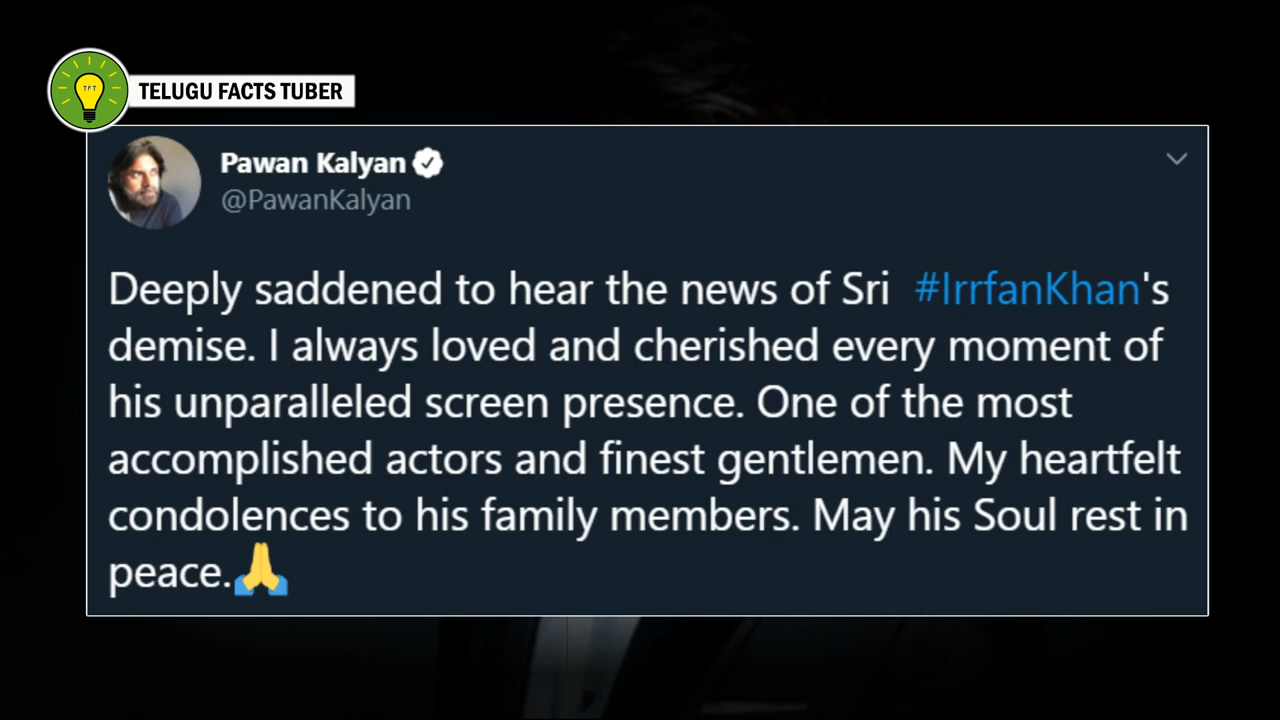 TFT
TELUGU FACTS TUBER
Pawan Kalyan
@PawanKalyan
Deeply saddened to hear the news of Sri #IrrfanKhan's
demise. I always loved and cherished every moment of
his unparalleled screen presence. One of the most
accomplished actors and finest gentlemen. My heartfelt
condolences to his family members. May his Soul rest in
peace.🙏